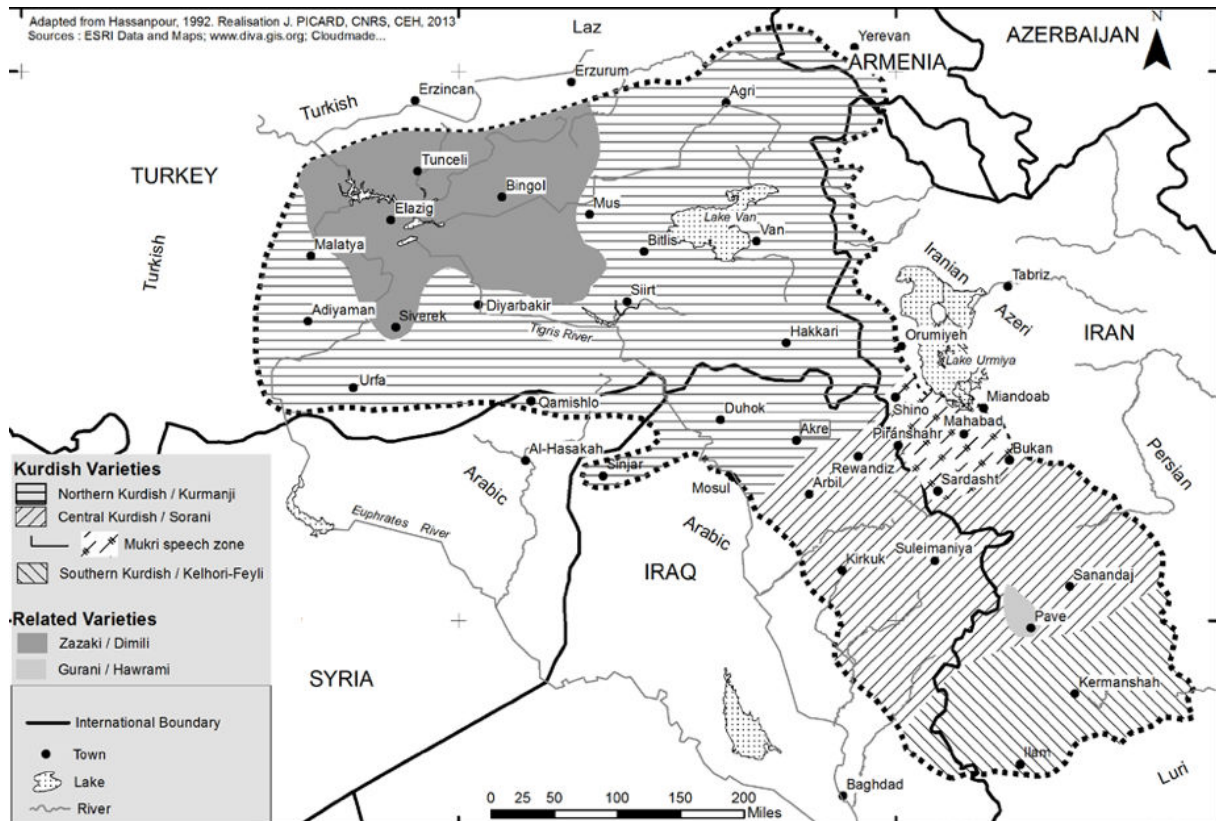 Adapted from Hassanpour, 1992. Realisation J. PICARD, CNRS, CEH, 2013
Sources : ESRI Data and Maps; www.diva.gis.org; Cloudmade...
Laz
N
Yerevan
AZERBAIJAN
ARMENIA
Erzurum
Erzincan
Agri
Turkish
TURKEY
Tunceli
Bingol
Mus
Elazig
Lake Van
Van
Bitlis
Malatya
Turkish
Iranian
Tabriz
Azeri
Siirt
Diyarbakir
Adiyaman
Siverek
Tigris River
Hakkari
Orumiyeh
IRAN
Lake Urmiya
Urfa
Qamishlo
Shino
Miandoab
Duhok
Mahabad
Akre
Piranshahr
Bukan
Al-Hasakah
Rewandiz
Persian
Sinjar
Arabic
Mosul
Arbil
Sardasht
Euphrates River
Arabic
Kirkuk
Suleimaniya
IRAQ
Sanandaj
Pave
SYRIA
Kermanshah
Ilam
Luri
Baghdad
Kurdish Varieties
Northern Kurdish / Kurmanji
Central Kurdish / Sorani
Mukri speech zone
Southern Kurdish / Kelhori-Feyli
Related Varieties
Zazaki / Dimili
Gurani / Hawrami
International Boundary
Town
Lake
River
0 25 50 100 150 200
Miles